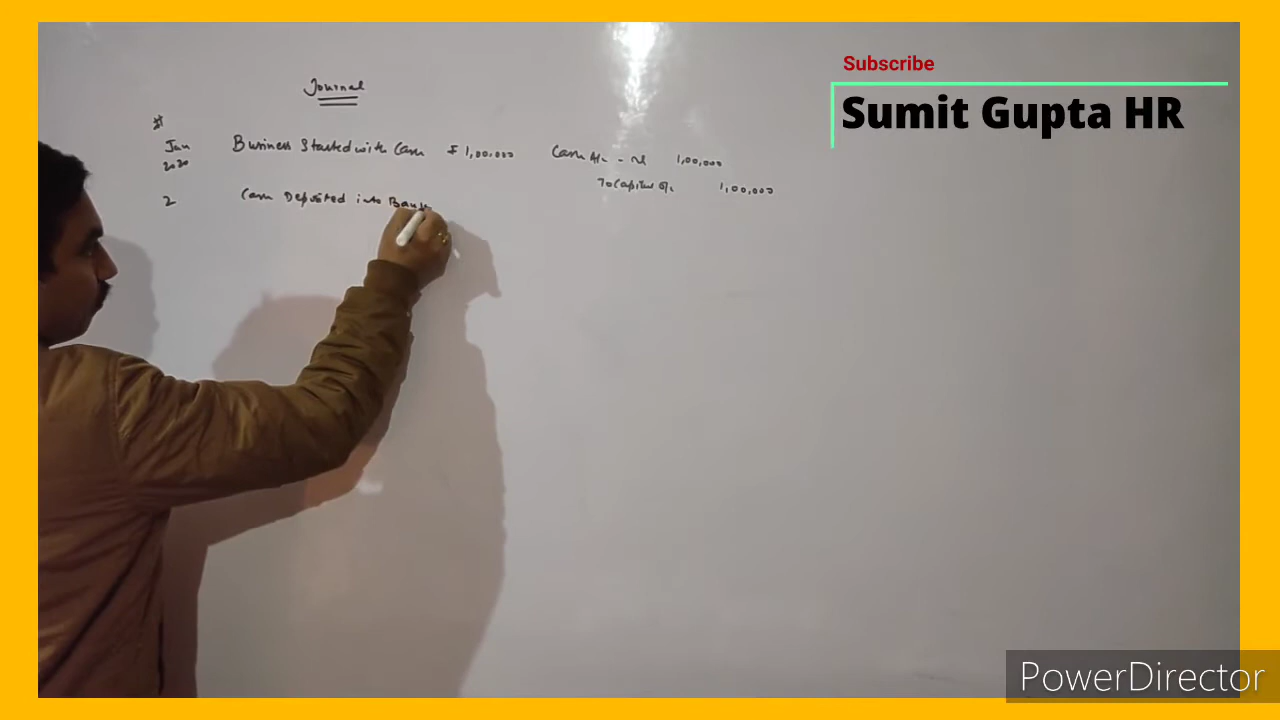 Subscribe
Sumit Gupta HR
Journal
Jan Business Started with Cash ₹ 1,00,000 Cash A/c - 1,00,000
2020 To Capital A/c 1,00,000
2 Cash Deposited into Bank
PowerDirector